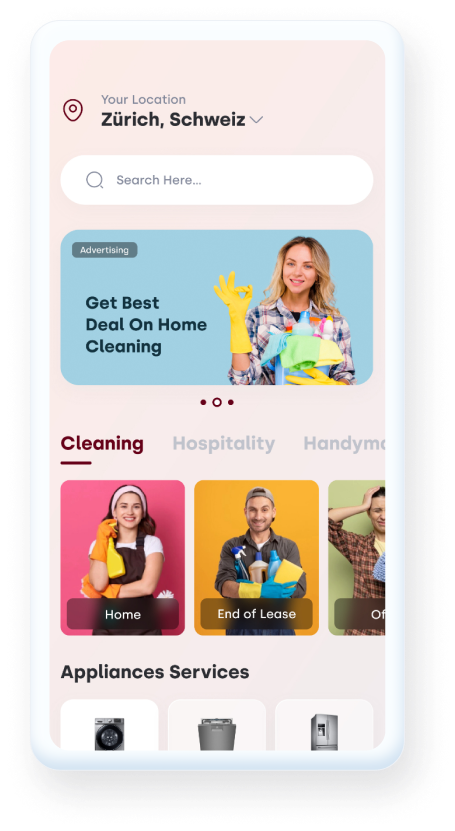 Your Location
Zürich, Schweiz
Search Here...
Advertising
Get Best
Deal On Home
Cleaning
Cleaning Hospitality Handym
Home End of Lease Of
Appliances Services